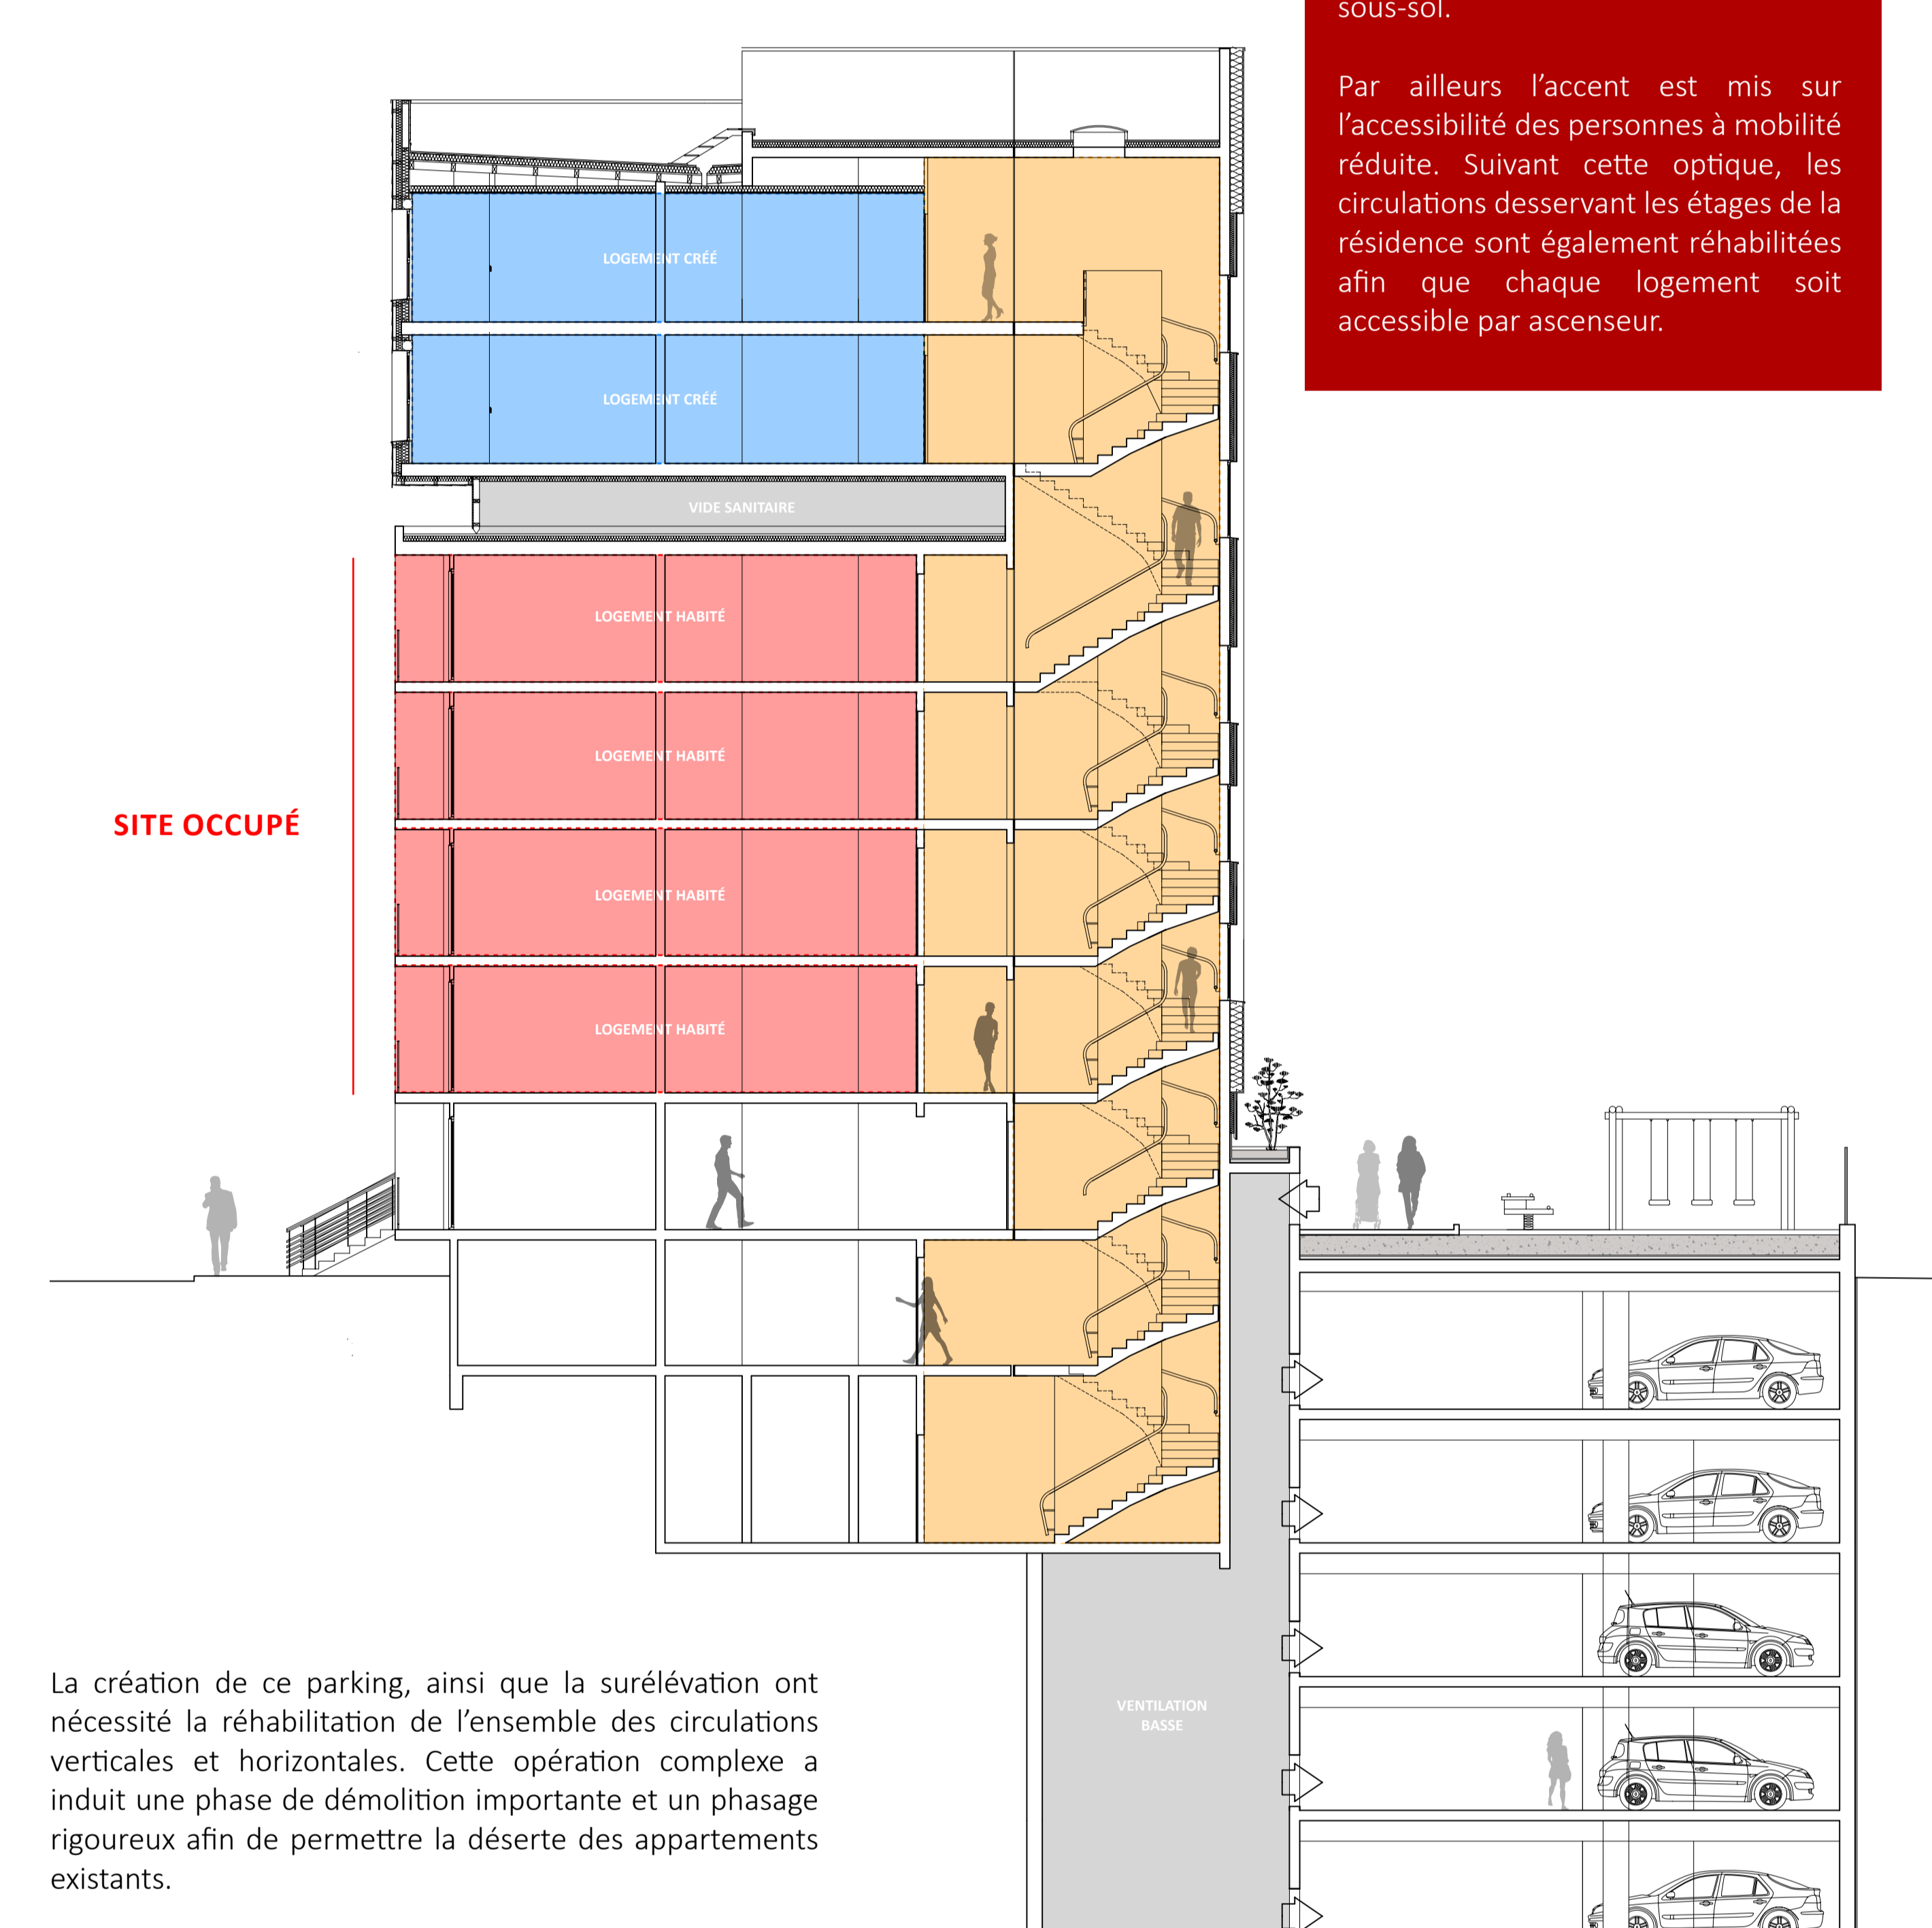 sous-sol.
Par ailleurs l’accent est mis sur
l’accessibilité des personnes à mobilité
réduite. Suivant cette optique, les
circulations desservant les étages de la
résidence sont également réhabilitées
afin que chaque logement soit
accessible par ascenseur.
LOGEMENT CRÉÉ
LOGEMENT CRÉÉ
VIDE SANITAIRE
LOGEMENT HABITÉ
LOGEMENT HABITÉ
SITE OCCUPÉ
LOGEMENT HABITÉ
LOGEMENT HABITÉ
La création de ce parking, ainsi que la surélévation ont
nécessité la réhabilitation de l’ensemble des circulations
verticales et horizontales. Cette opération complexe a
induit une phase de démolition importante et un phasage
rigoureux afin de permettre la déserte des appartements
existants.
VENTILATION
BASSE